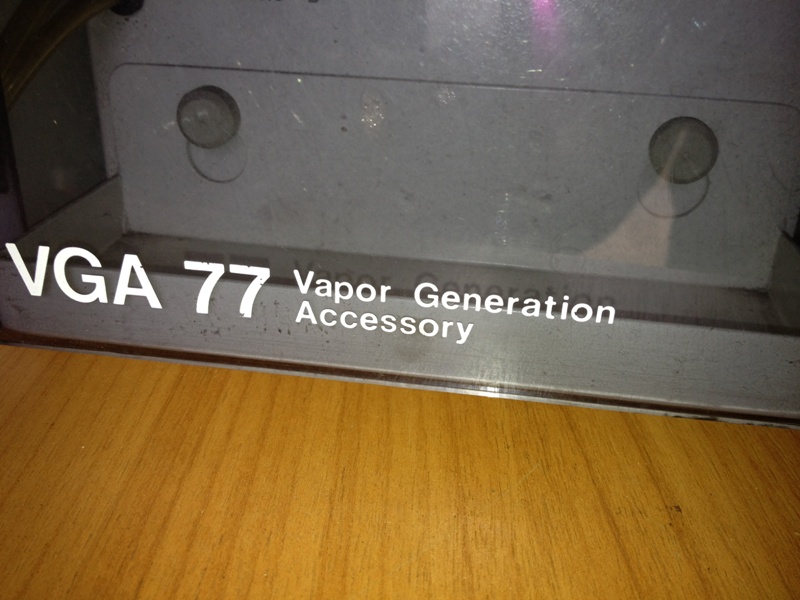 VGA 77 Vapor Generation
Accessory